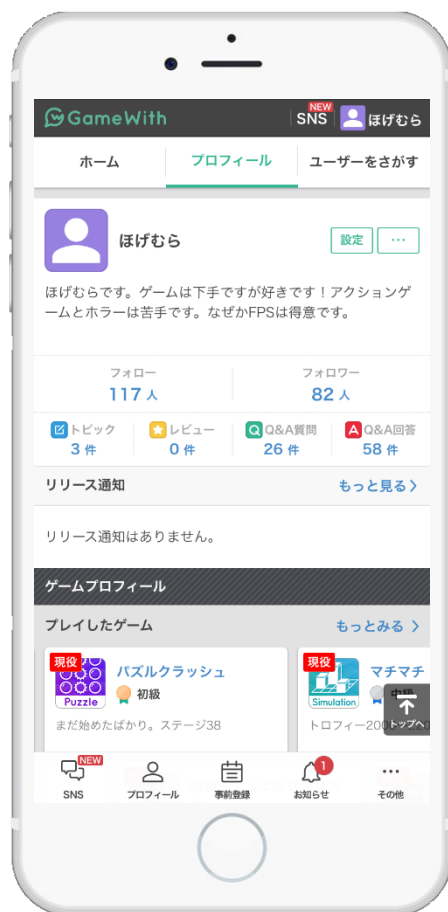 GameWith
NEW
SNS
ほげむら
ホーム
プロフィール
ユーザーをさがす
ほげむら
設定
…
ほげむらです。ゲームは下手ですが好きです！アクションゲ
ームとホラーは苦手です。なぜかFPSは得意です。
フォロー
117 人
フォロワー
82 人
トピック
3 件
レビュー
0 件
Q Q&A質問
26 件
A Q&A回答
58 件
リリース通知
もっと見る
リリース通知はありません。
ゲームプロフィール
プレイしたゲーム
もっとみる
現役
Puzzle
パズルクラッシュ
初級
まだ始めたばかり。ステージ38
現役
Simulation
マチマチ
トロフィー200
トップへ
NEW
SNS
プロフィール
事前登録
1
お知らせ
…
その他